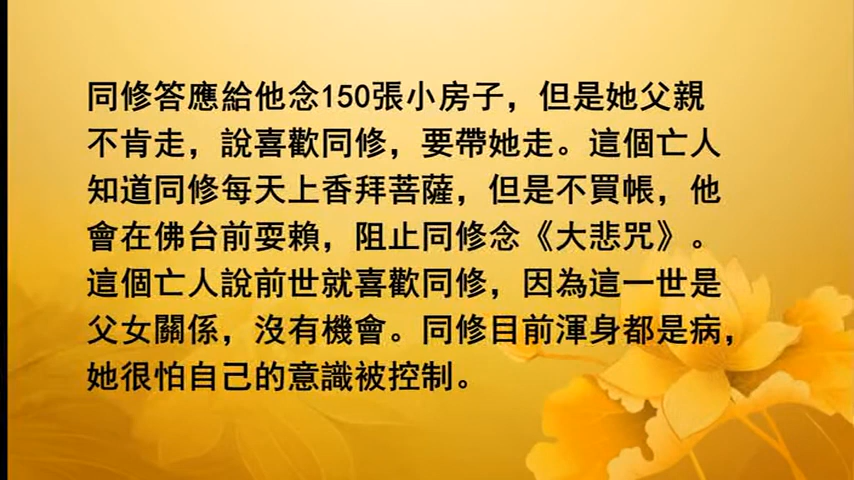 同修答應給他念150張小房子，但是她父親
不肯走，說喜歡同修，要帶她走。這個亡人
知道同修每天上香拜菩薩，但是不買帳，他
會在佛台前耍賴，阻止同修念《大悲咒》。
這個亡人說前世就喜歡同修，因為這一世是
父女關係，沒有機會。同修目前渾身都是病，
她很怕自己的意識被控制。